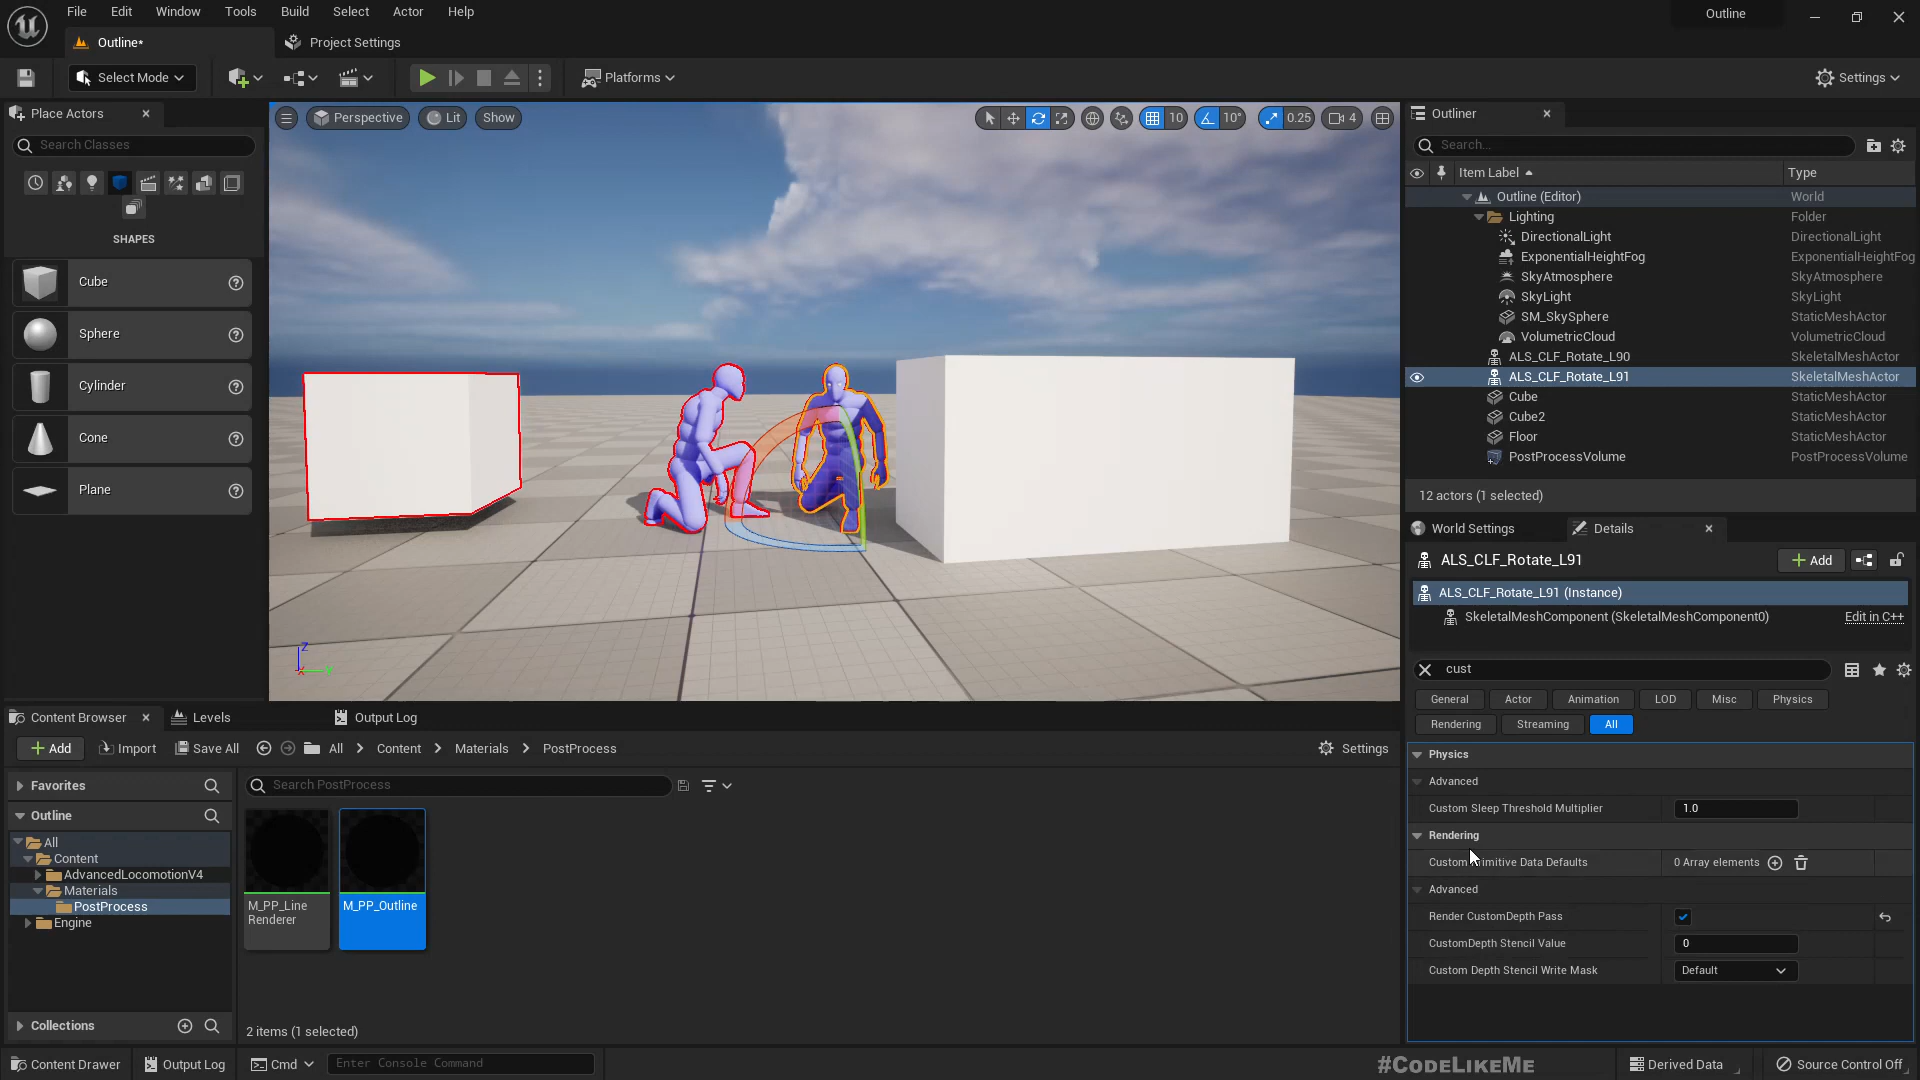 File Edit Window Tools Build Select Actor Help
Outline
Outline* Project Settings
Select Mode
Platforms
Settings
Place Actors
Search Classes
SHAPES
Cube
Sphere
Cylinder
Cone
Plane
Perspective Lit Show
10 10° 0.25 4
Z
X Y
Outliner
Search...
Item Label Type
Outline (Editor) World
Lighting Folder
DirectionalLight DirectionalLight
ExponentialHeightFog ExponentialHeightFog
SkyAtmosphere SkyAtmosphere
SkyLight SkyLight
SM_SkySphere StaticMeshActor
VolumetricCloud VolumetricCloud
ALS_CLF_Rotate_L90 SkeletalMeshActor
ALS_CLF_Rotate_L91 SkeletalMeshActor
Cube StaticMeshActor
Cube2 StaticMeshActor
Floor StaticMeshActor
PostProcessVolume PostProcessVolume
12 actors (1 selected)
World Settings Details
ALS_CLF_Rotate_L91
Add
ALS_CLF_Rotate_L91 (Instance)
SkeletalMeshComponent (SkeletalMeshComponent0) Edit in C++
cust
General Actor Animation LOD Misc Physics
Rendering Streaming All
Physics
Advanced
Custom Sleep Threshold Multiplier 1.0
Rendering
Custom Primitive Data Defaults 0 Array elements
Advanced
Render CustomDepth Pass
CustomDepth Stencil Value 0
Custom Depth Stencil Write Mask Default
Content Browser Levels Output Log
Add Import Save All All Content Materials PostProcess Settings
Favorites
Search PostProcess
Outline
All
Content
AdvancedLocomotionV4
Materials
PostProcess
Engine
Collections
M_PP_Line
Renderer
M_PP_Outline
2 items (1 selected)
Content Drawer Output Log Cmd Enter Console Command
#CodeLikeMe
Derived Data Source Control Off